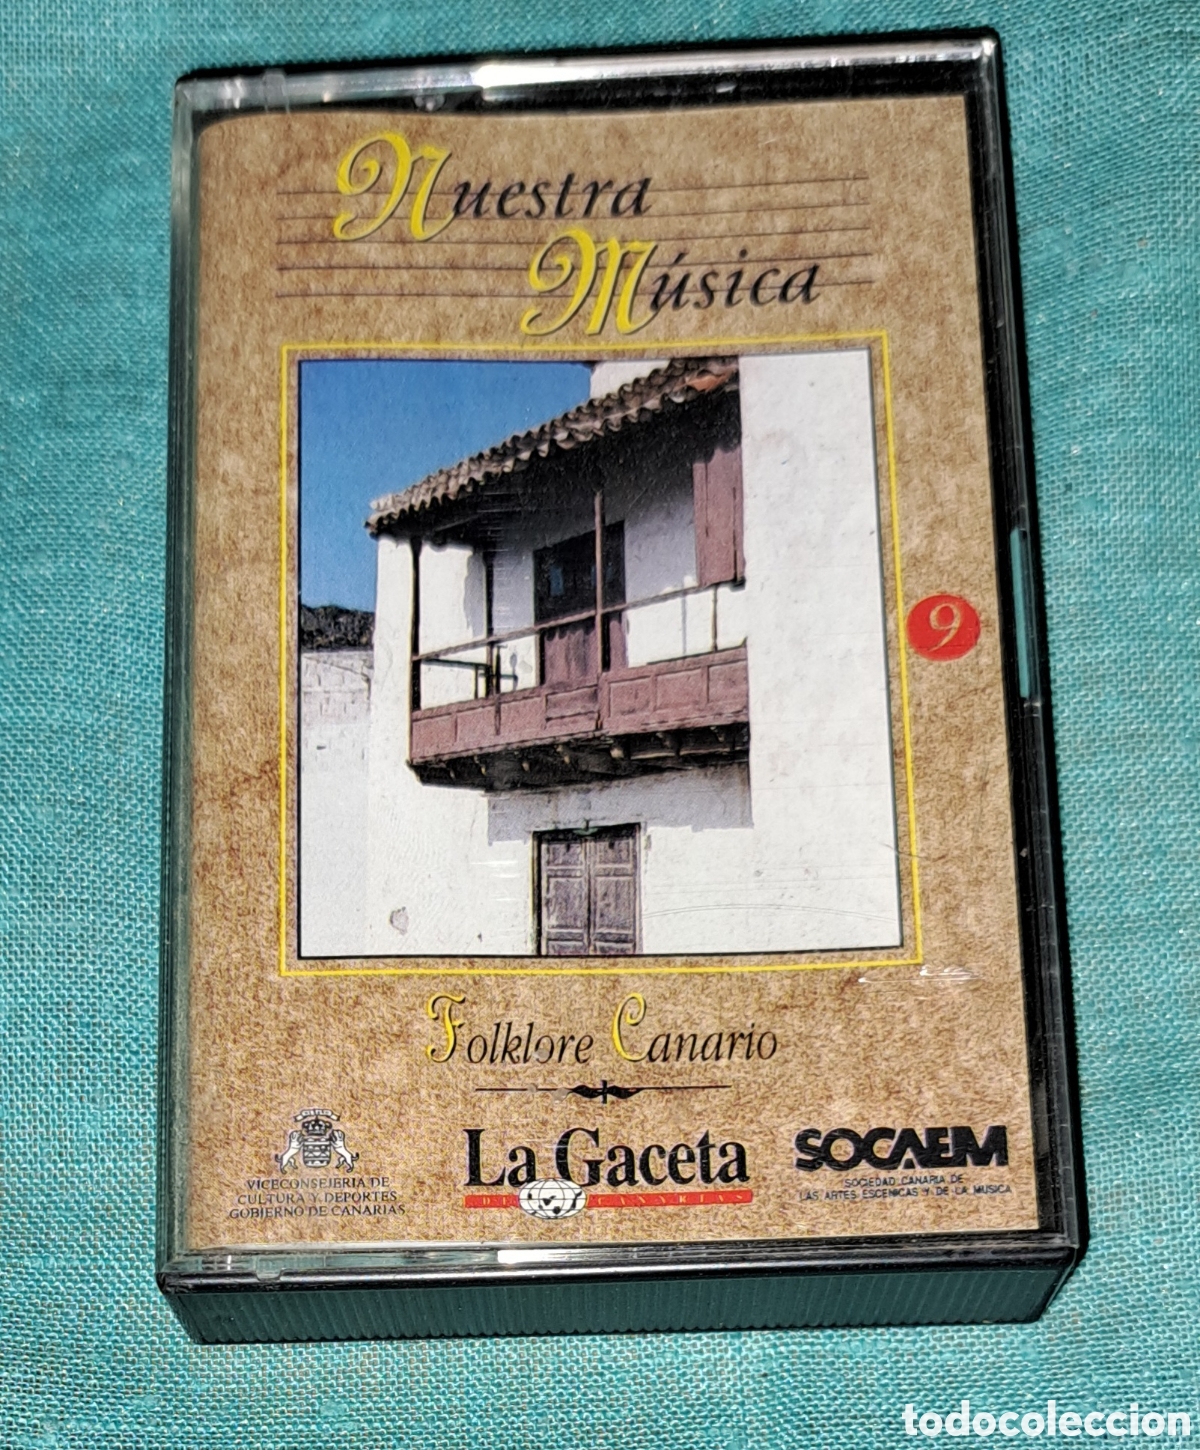 Nuestra
Música
9
Folklore Canario
VICECONSEJERIA DE
CULTURA Y DEPORTES
GOBIERNO DE CANARIAS
La Gaceta
DE CANARIAS
SOCAEM
SOCIEDAD CANARIA DE
LAS ARTES ESCENICAS Y DE LA MUSICA
todocoleccion